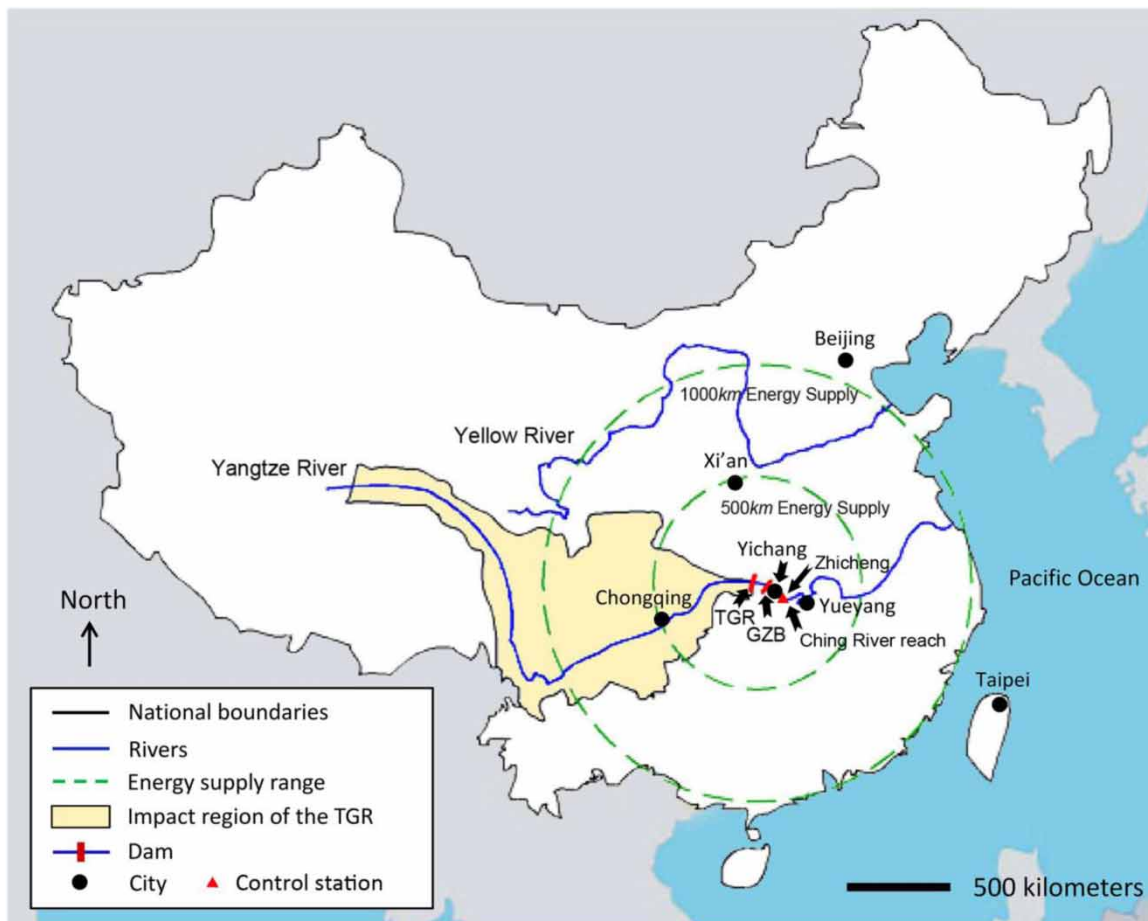 Beijing
1000km Energy Supply
Yellow River
Xi'an
Yangtze River
500km Energy Supply
Yichang
Zhicheng
Pacific Ocean
Chongqing
TGR
Yueyang
GZB
Ching River reach
North
Taipei
National boundaries
Rivers
Energy supply range
Impact region of the TGR
Dam
City
Control station
500 kilometers